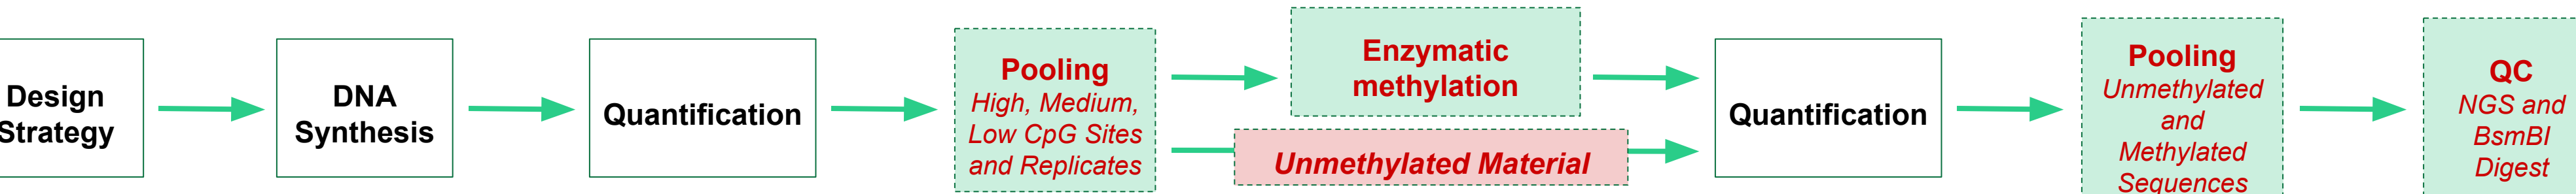 Design
Strategy
DNA
Synthesis
Quantification
Pooling
High, Medium,
Low CpG Sites
and Replicates
Enzymatic
methylation
Unmethylated Material
Quantification
Pooling
Unmethylated
and
Methylated
Sequences
QC
NGS and
BsmBI
Digest